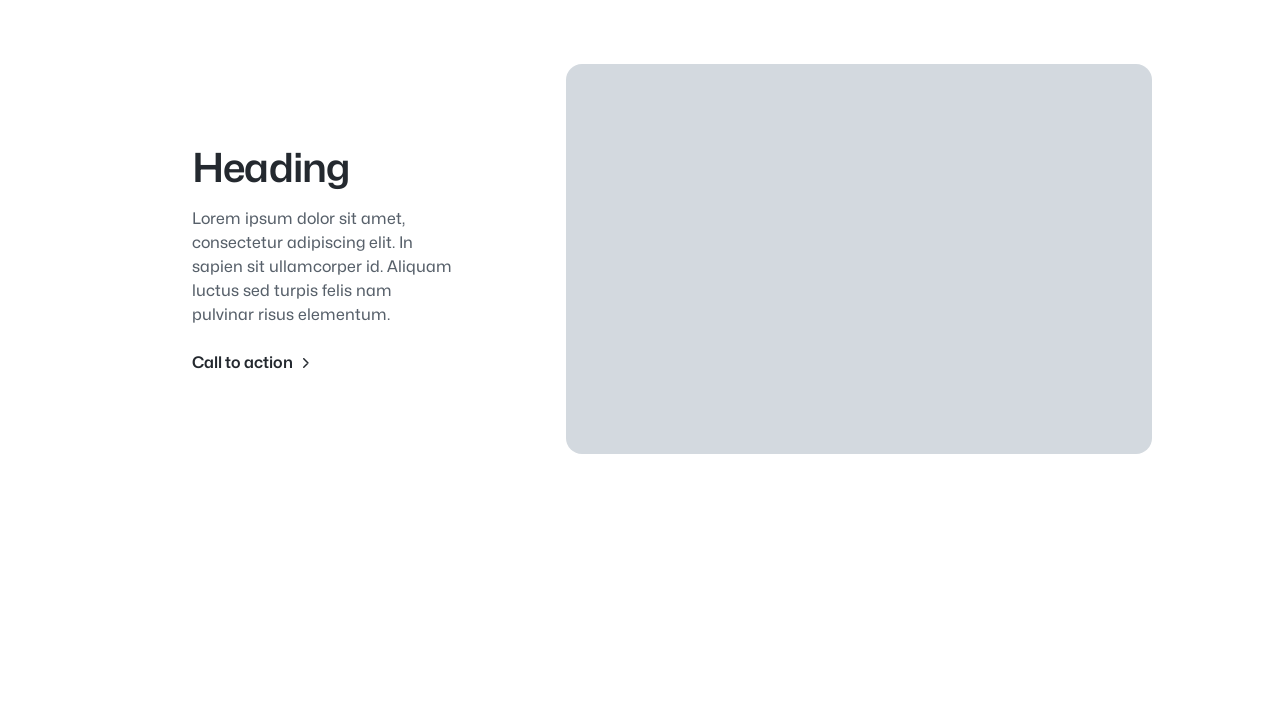 Heading
Lorem ipsum dolor sit amet,
consectetur adipiscing elit. In
sapien sit ullamcorper id. Aliquam
luctus sed turpis felis nam
pulvinar risus elementum.
Call to action